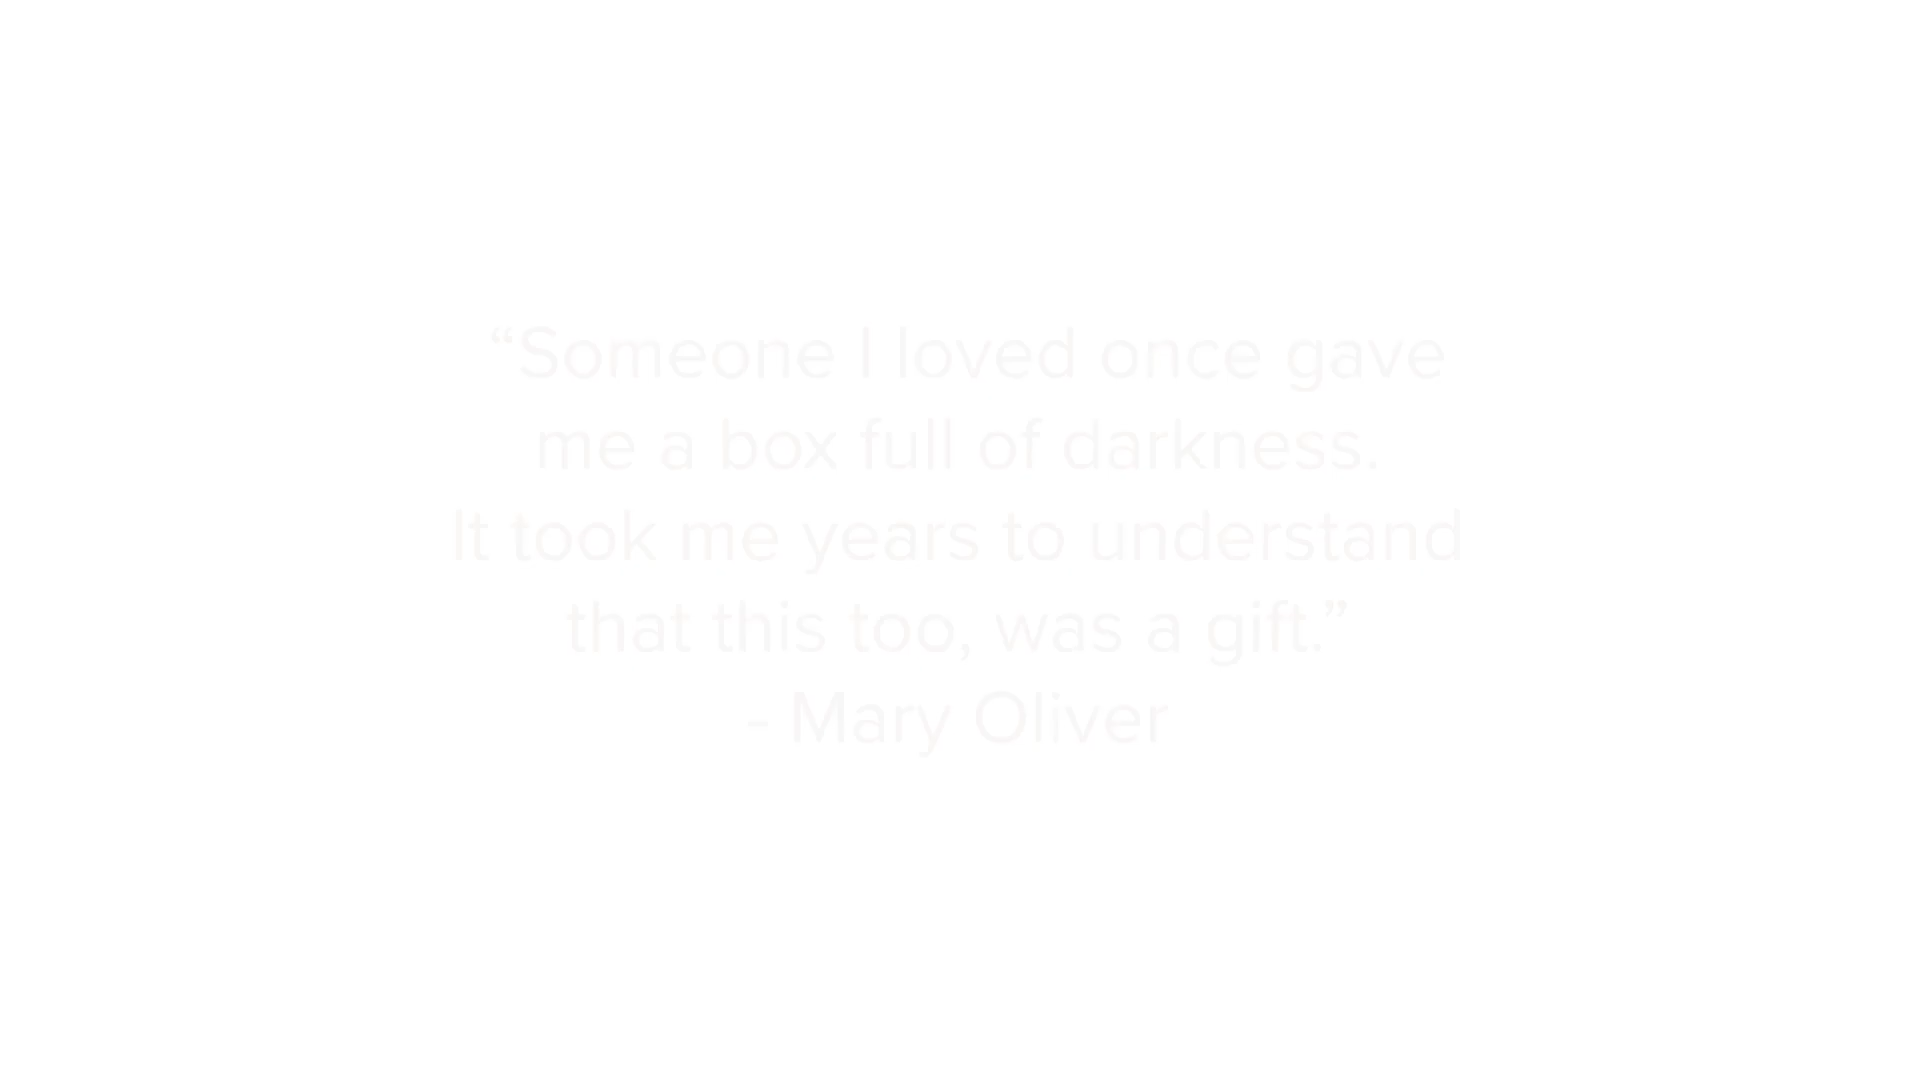 “Someone I loved once gave
me a box full of darkness.
It took me years to understand
that this too, was a gift.”
- Mary Oliver